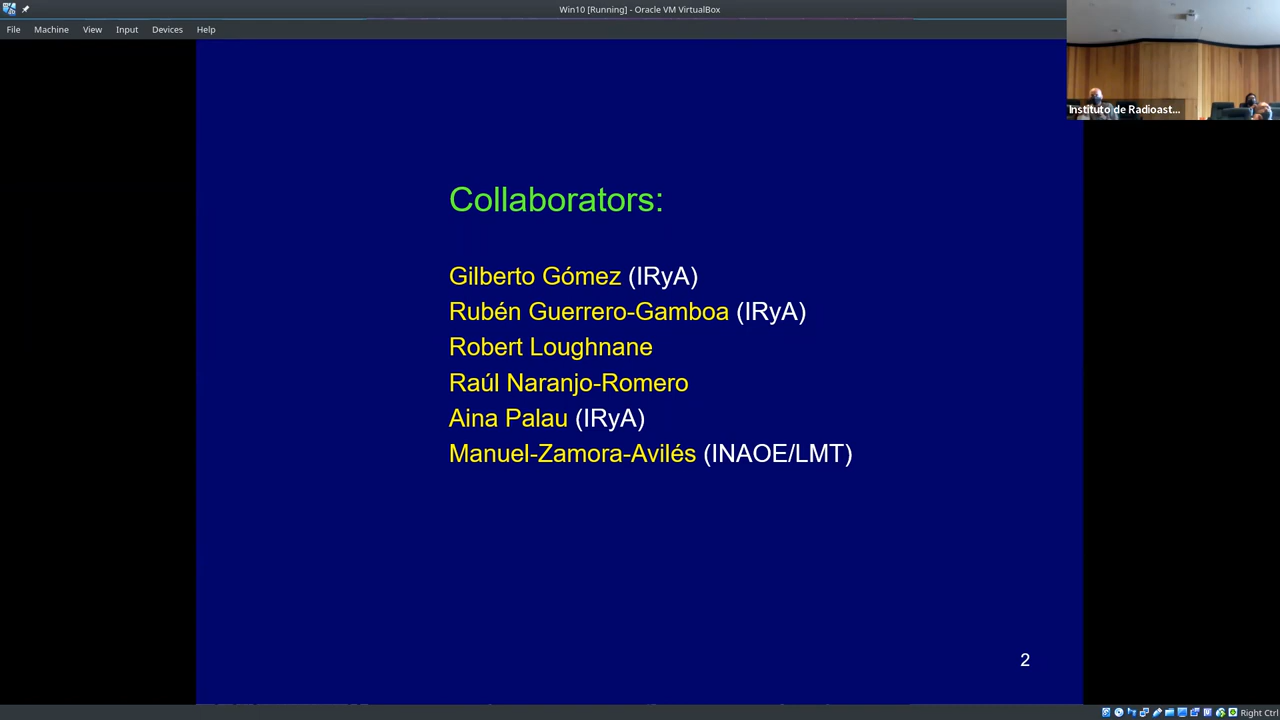 Win10 [Running] - Oracle VM VirtualBox
File Machine View Input Devices Help
Instituto de Radioast...
Collaborators:
Gilberto Gómez (IRyA)
Rubén Guerrero-Gamboa (IRyA)
Robert Loughnane
Raúl Naranjo-Romero
Aina Palau (IRyA)
Manuel-Zamora-Avilés (INAOE/LMT)
2
Right Ctrl